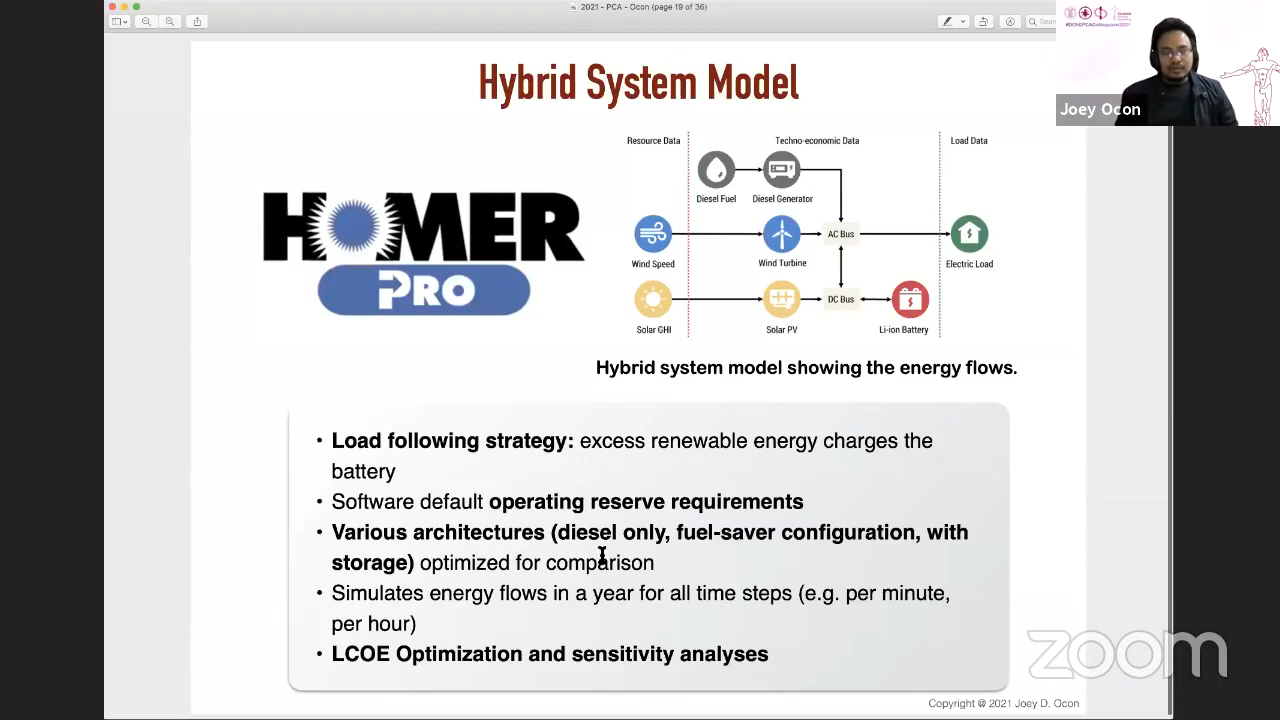 2021 - PCA - Ocon (page 19 of 36)
#DChEPCAColloquium2021
Joey Ocon
Hybrid System Model
HOMER
PRO
Resource Data
Techno-economic Data
Load Data
Diesel Fuel
Diesel Generator
AC Bus
Wind Speed
Wind Turbine
Electric Load
DC Bus
Solar GHI
Solar PV
Li-ion Battery
Hybrid system model showing the energy flows.
• Load following strategy: excess renewable energy charges the
battery
• Software default operating reserve requirements
• Various architectures (diesel only, fuel-saver configuration, with
storage) optimized for comparison
• Simulates energy flows in a year for all time steps (e.g. per minute,
per hour)
• LCOE Optimization and sensitivity analyses
zoom
Copyright @ 2021 Joey D. Ocon